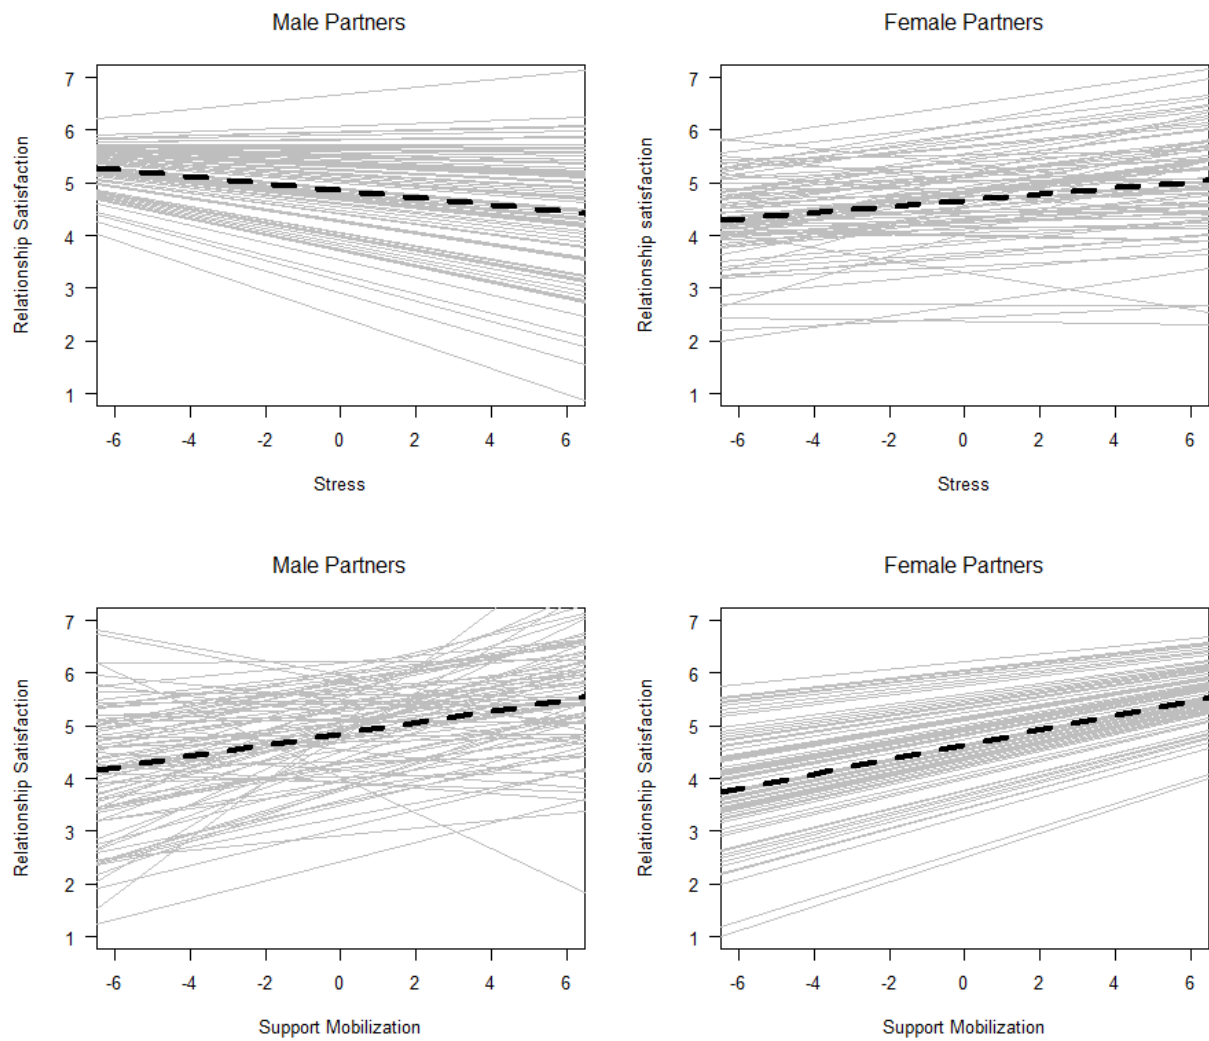 Male Partners
Relationship Satisfaction
7
6
5
4
3
2
1
-6 -4 -2 0 2 4 6
Stress
Female Partners
Relationship satisfaction
7
6
5
4
3
2
1
-6 -4 -2 0 2 4 6
Stress
Male Partners
Relationship Satisfaction
7
6
5
4
3
2
1
-6 -4 -2 0 2 4 6
Support Mobilization
Female Partners
Relationship Satisfaction
7
6
5
4
3
2
1
-6 -4 -2 0 2 4 6
Support Mobilization